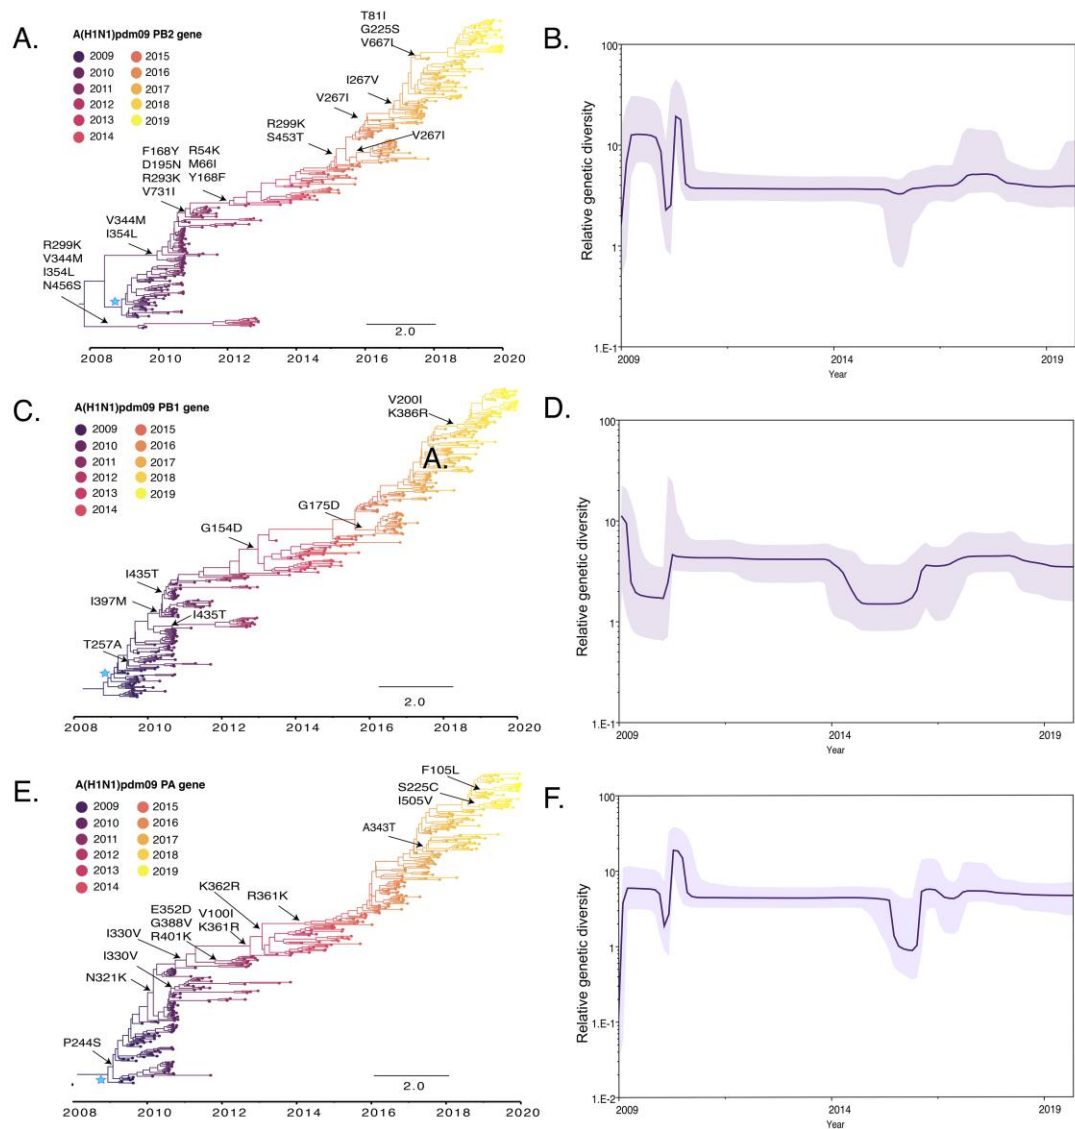 A.
A(H1N1)pdm09 PB2 gene
2009 2015
2010 2016
2011 2017
2012 2018
2013 2019
2014
T81I
G225S
V667L
I267V
V267I
V267I
R299K
S453T
F168Y R54K
D195N M66I
R293K Y168F
V731I
V344M
I354L
R299K
V344M
I354L
N456S
2.0
2008 2010 2012 2014 2016 2018 2020
B.
Relative genetic diversity
100
10
1
1.E-1
2009 2014 2019
Year
C.
A(H1N1)pdm09 PB1 gene
2009 2015
2010 2016
2011 2017
2012 2018
2013 2019
2014
V200I
K386R
A.
G175D
G154D
I435T
I397M
I435T
T257A
2.0
2008 2010 2012 2014 2016 2018 2020
D.
Relative genetic diversity
100
10
1
1.E-1
2009 2014 2019
Year
E.
A(H1N1)pdm09 PA gene
2009 2015
2010 2016
2011 2017
2012 2018
2013 2019
2014
F105L
S225C
I505V
A343T
K362R
R361K
E352D V100I
G388V K361R
R401K
I330V
I330V
N321K
P244S
2.0
2008 2010 2012 2014 2016 2018 2020
F.
Relative genetic diversity
100
10
1
1.E-1
1.E-2
2009 2014 2019
Year